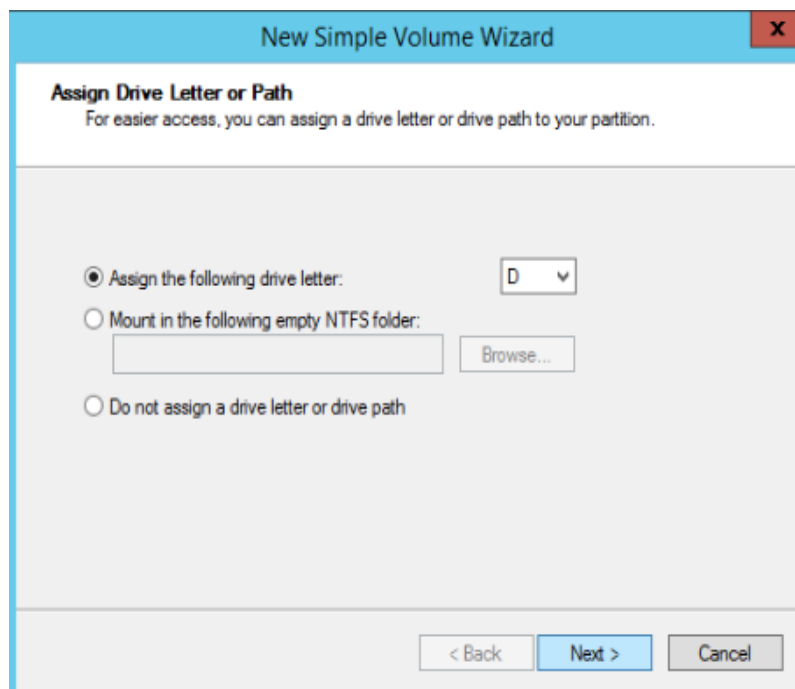 New Simple Volume Wizard
x
Assign Drive Letter or Path
For easier access, you can assign a drive letter or drive path to your partition.
Assign the following drive letter: D
Mount in the following empty NTFS folder:
Browse...
Do not assign a drive letter or drive path
< Back Next > Cancel